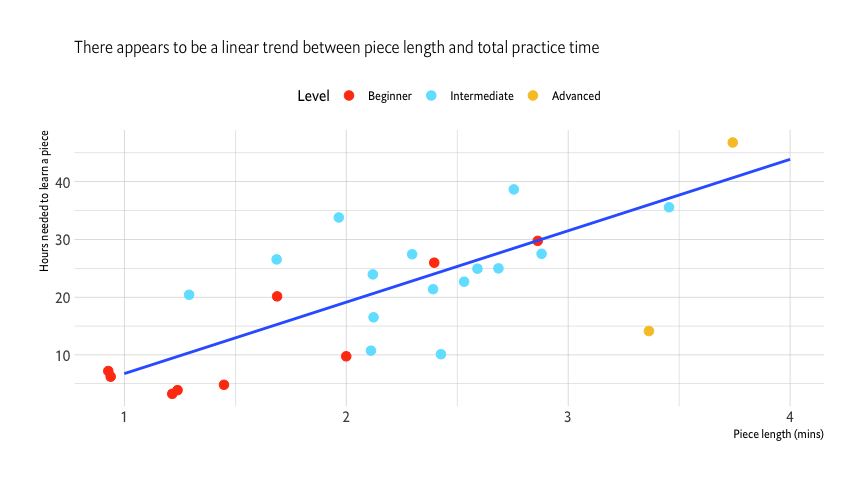 There appears to be a linear trend between piece length and total practice time
Level Beginner Intermediate Advanced
Hours needed to learn a piece
40
30
20
10
1 2 3 4
Piece length (mins)